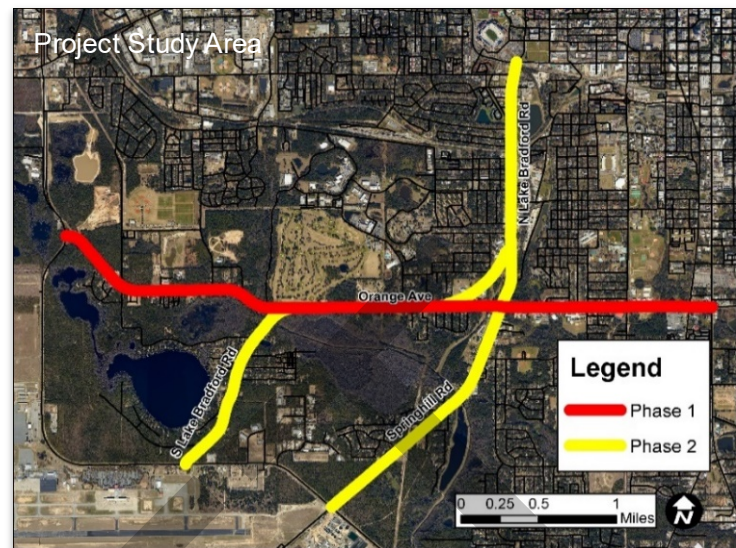 Project Study Area
N Lake Bradford Rd
Orange Ave
S Lake Bradford Rd
Springhill Rd
Legend
Phase 1
Phase 2
0 0.25 0.5 1
Miles
N